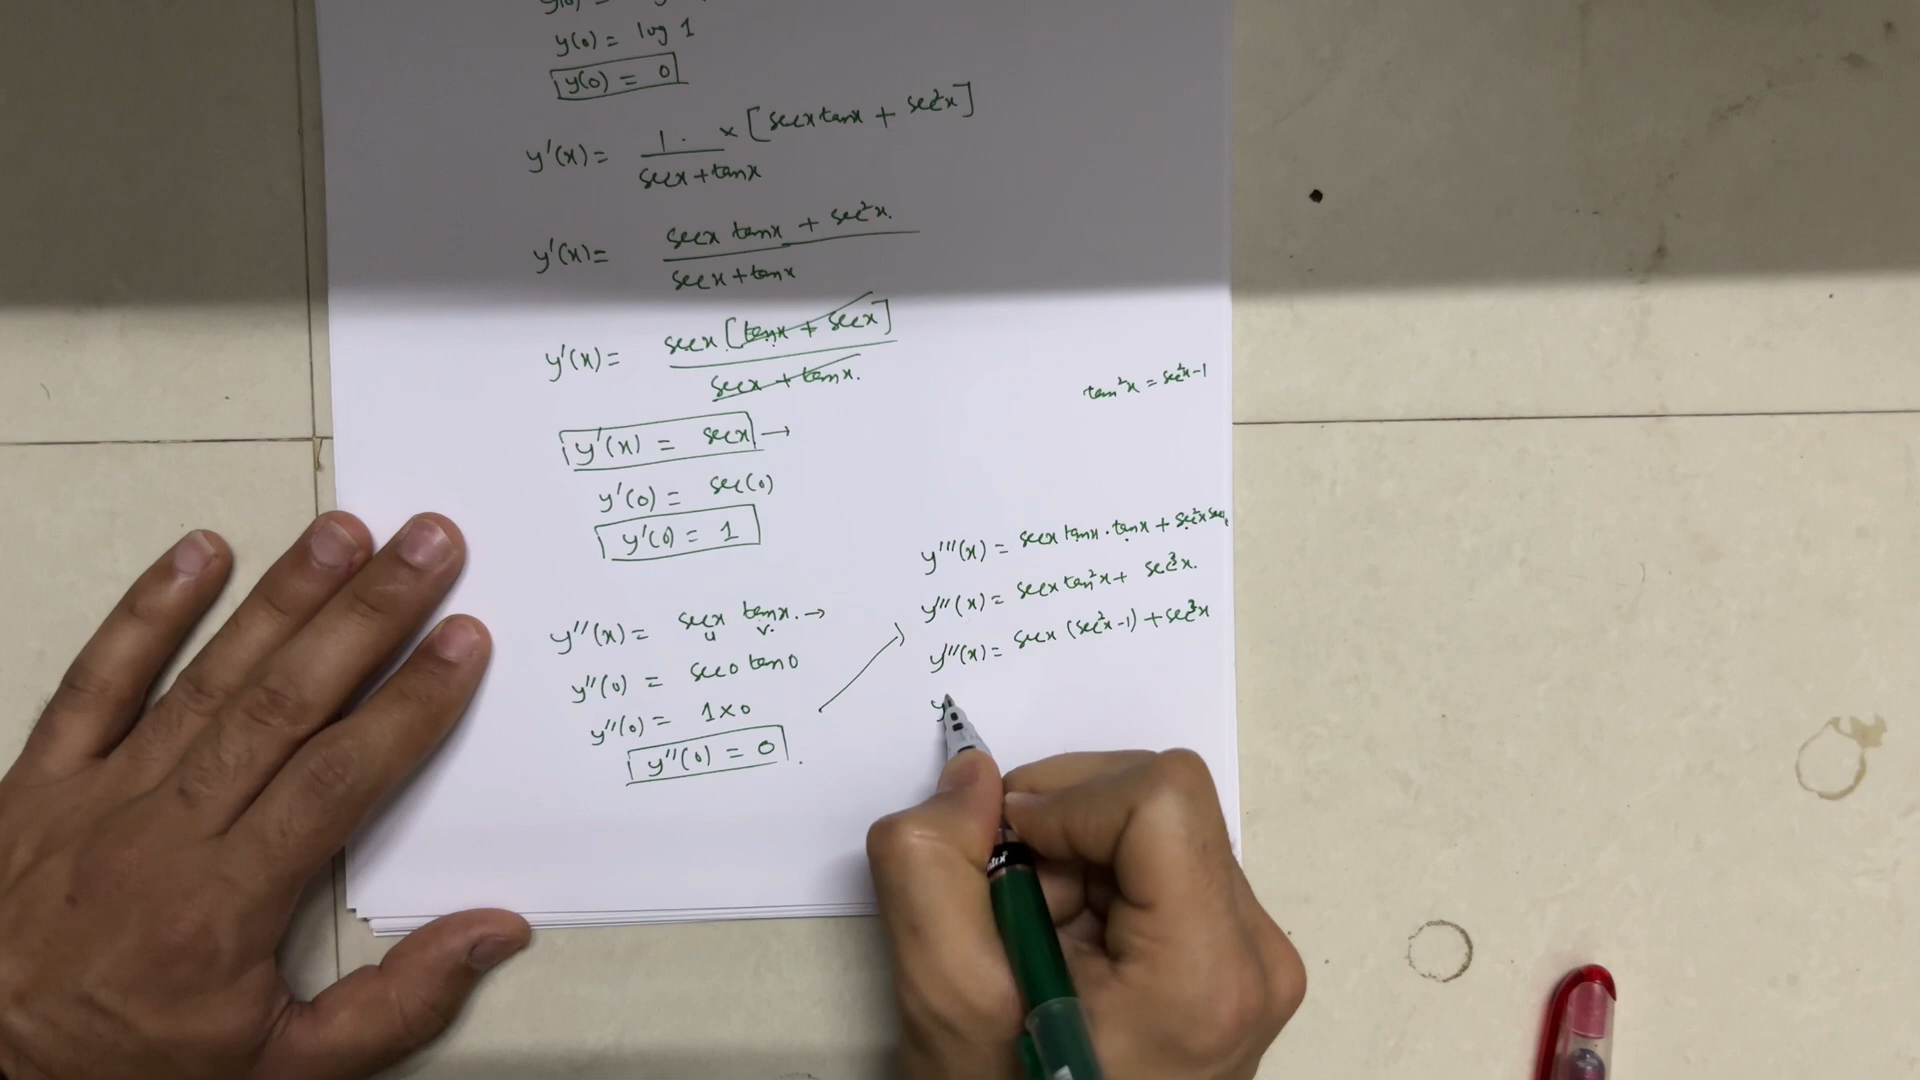 y(0) = log 1
y(0) = 0
y'(x) = 1/(secx+tanx) × [secxtanx + sec²x]
y'(x) = (secx tanx + sec²x)/(secx+tanx)
y'(x) = secx [tanx + secx]/(secx + tanx)
tan²x = sec²x-1
y'(x) = secx →
y'(0) = sec(0)
y'(0) = 1
y''(x) = secx tanx. →
u v
y''(0) = sec0 tan0
y''(0) = 1×0
y''(0) = 0
y'''(x) = secx tanx·tanx + sec²x secx
y'''(x) = secx tan²x + sec³x.
y'''(x) = secx (sec²x-1) + sec³x
y